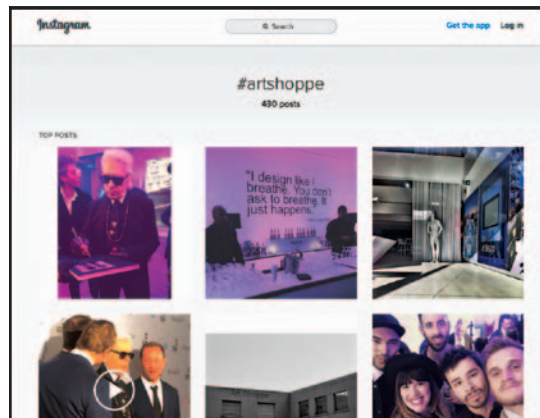 Instagram
Search
Get the app
Log in
#artshoppe
430 posts
TOP POSTS
"I design like i
breathe. You don't
ask to breathe. It
just happens."